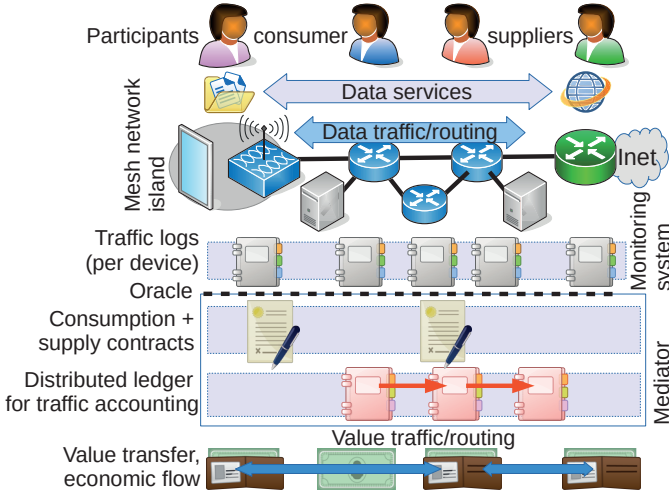 Participants consumer suppliers
Data services
Data traffic/routing
Mesh network
island
Inet
Traffic logs
(per device)
Monitoring
system
Oracle
Consumption +
supply contracts
Distributed ledger
for traffic accounting
Mediator
Value traffic/routing
Value transfer,
economic flow